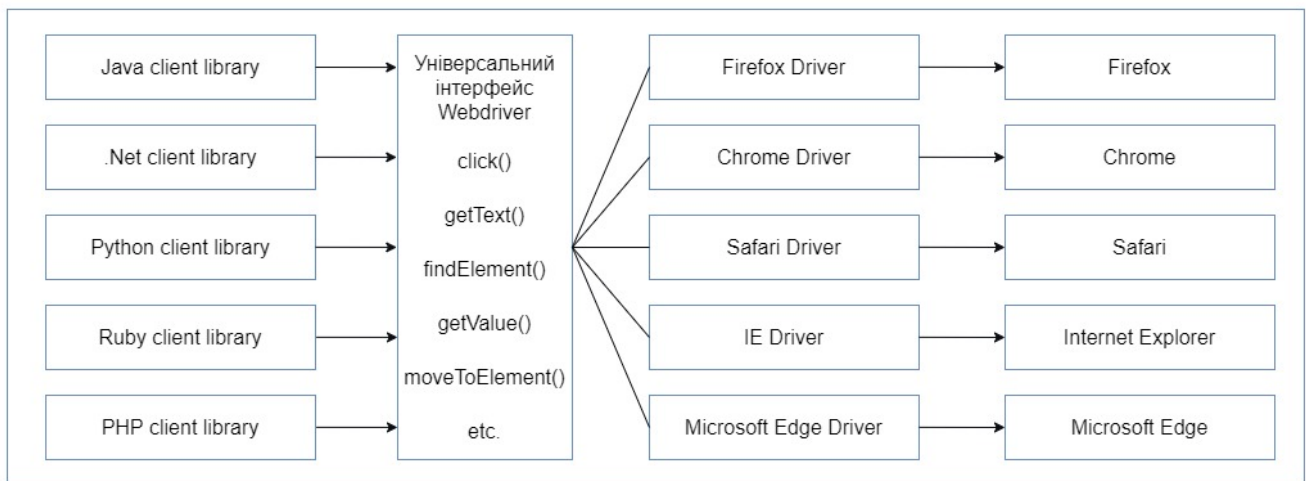 Java client library
.Net client library
Python client library
Ruby client library
PHP client library
Універсальний
інтерфейс
Webdriver
click()
getText()
findElement()
getValue()
moveToElement()
etc.
Firefox Driver
Chrome Driver
Safari Driver
IE Driver
Microsoft Edge Driver
Firefox
Chrome
Safari
Internet Explorer
Microsoft Edge